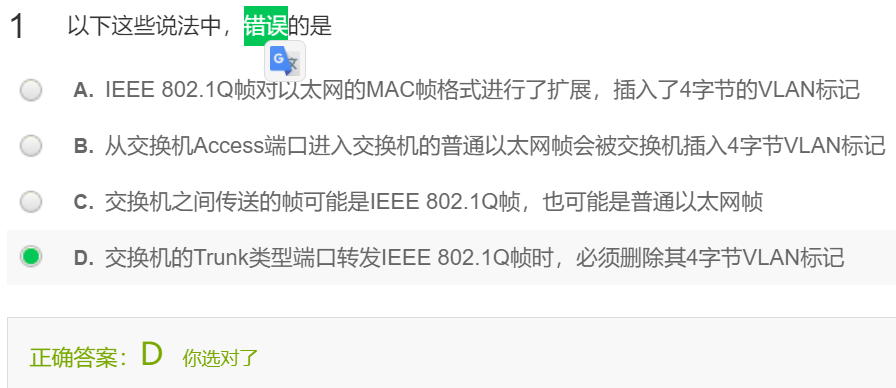 1 以下这些说法中，错误的是
A. IEEE 802.1Q帧对以太网的MAC帧格式进行了扩展，插入了4字节的VLAN标记
B. 从交换机Access端口进入交换机的普通以太网帧会被交换机插入4字节VLAN标记
C. 交换机之间传送的帧可能是IEEE 802.1Q帧，也可能是普通以太网帧
D. 交换机的Trunk类型端口转发IEEE 802.1Q帧时，必须删除其4字节VLAN标记
正确答案：D 你选对了